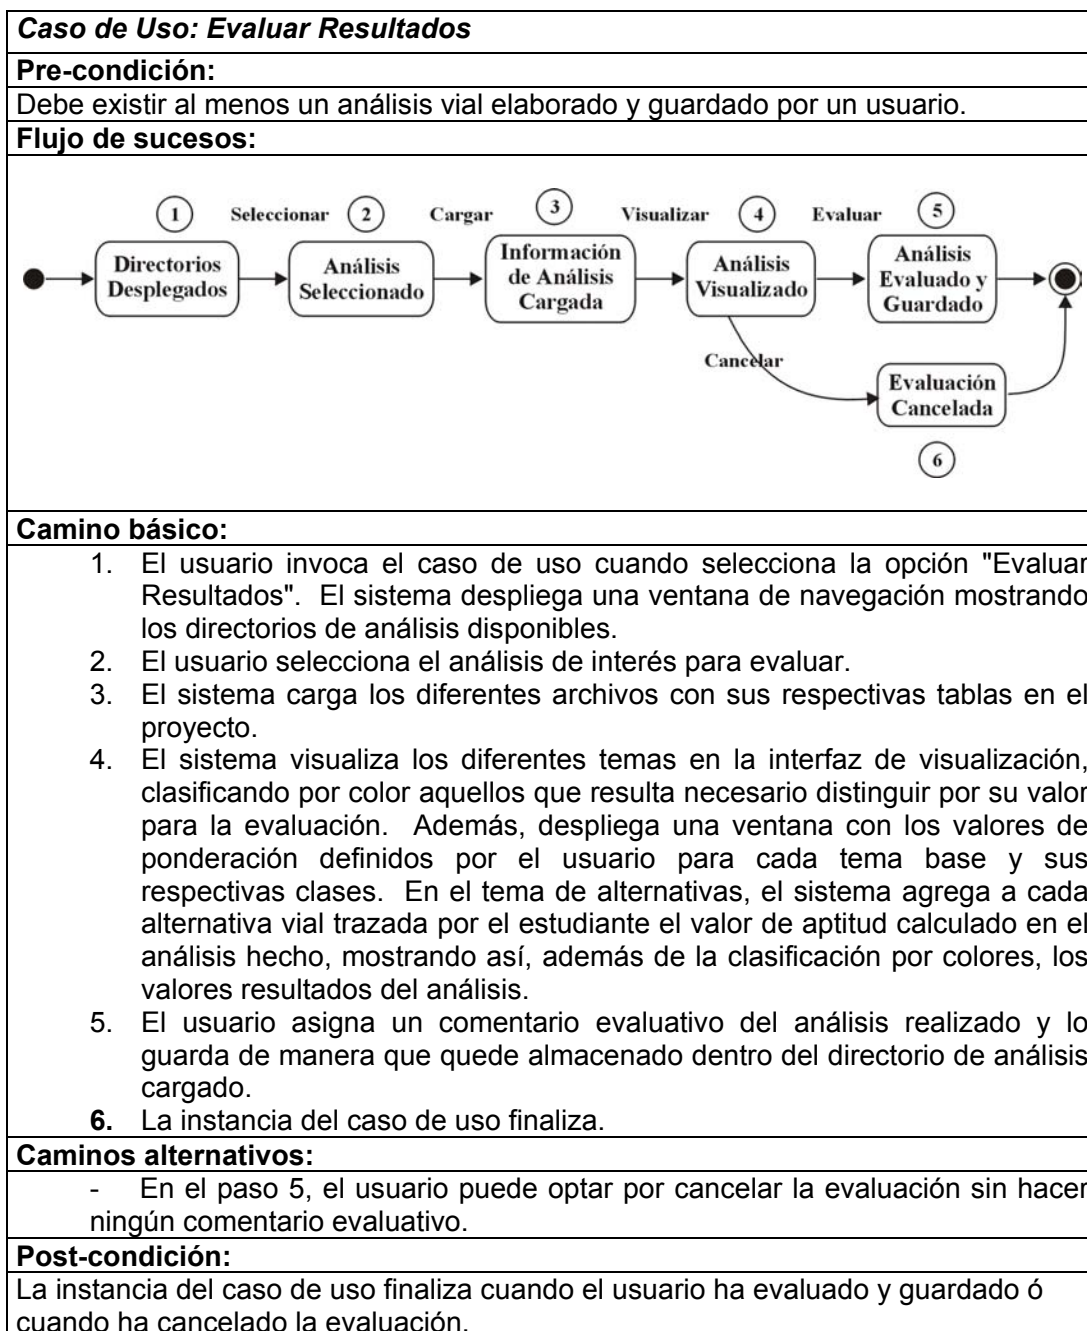 Caso de Uso: Evaluar Resultados
Pre-condición:
Debe existir al menos un análisis vial elaborado y guardado por un usuario.
Flujo de sucesos:
1 Seleccionar 2 Cargar 3 Visualizar 4 Evaluar 5
Directorios
Desplegados
Análisis
Seleccionado
Información
de Análisis
Cargada
Análisis
Visualizado
Análisis
Evaluado y
Guardado
Cancelar
Evaluación
Cancelada
6
Camino básico:
1. El usuario invoca el caso de uso cuando selecciona la opción "Evaluar
Resultados". El sistema despliega una ventana de navegación mostrando
los directorios de análisis disponibles.
2. El usuario selecciona el análisis de interés para evaluar.
3. El sistema carga los diferentes archivos con sus respectivas tablas en el
proyecto.
4. El sistema visualiza los diferentes temas en la interfaz de visualización,
clasificando por color aquellos que resulta necesario distinguir por su valor
para la evaluación. Además, despliega una ventana con los valores de
ponderación definidos por el usuario para cada tema base y sus
respectivas clases. En el tema de alternativas, el sistema agrega a cada
alternativa vial trazada por el estudiante el valor de aptitud calculado en el
análisis hecho, mostrando así, además de la clasificación por colores, los
valores resultados del análisis.
5. El usuario asigna un comentario evaluativo del análisis realizado y lo
guarda de manera que quede almacenado dentro del directorio de análisis
cargado.
6. La instancia del caso de uso finaliza.
Caminos alternativos:
- En el paso 5, el usuario puede optar por cancelar la evaluación sin hacer
ningún comentario evaluativo.
Post-condición:
La instancia del caso de uso finaliza cuando el usuario ha evaluado y guardado ó
cuando ha cancelado la evaluación.